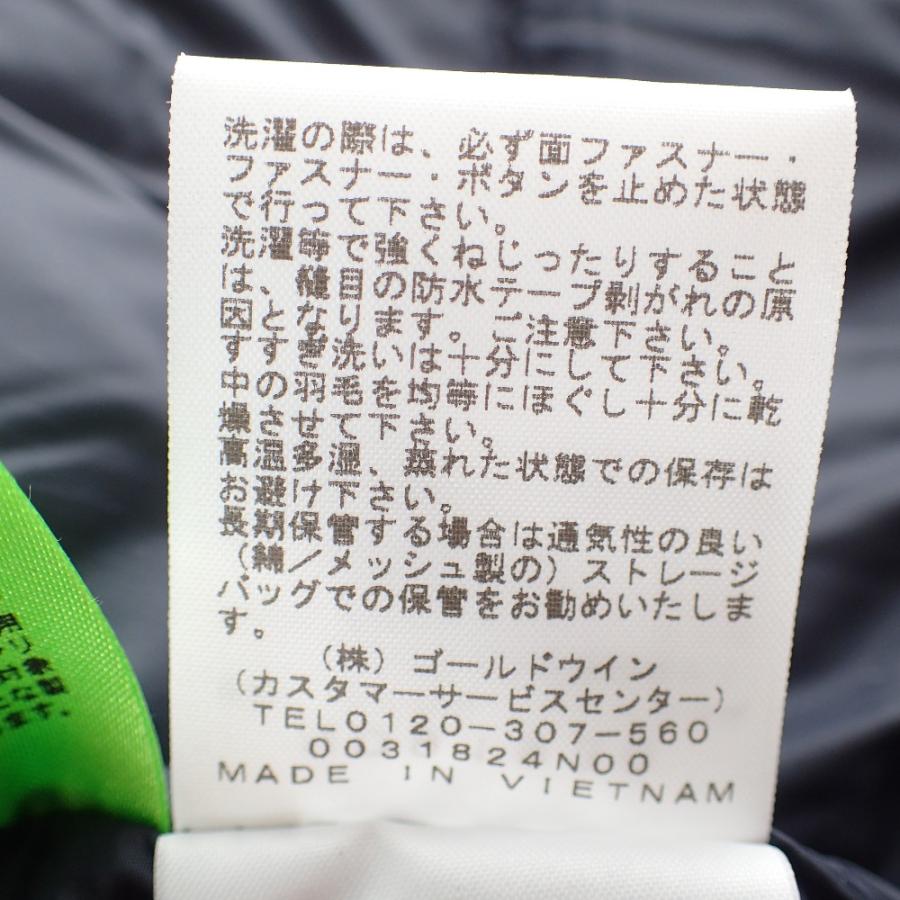 洗濯の際は、必ず面ファスナー・
ファスナー・ボタンを止めた状態
で行って下さい。
洗濯等で強くねじったりすること
は、縫目の防水テープ剥がれの原
因となります。ご注意下さい。
すすぎ洗いは十分にして下さい。
中の羽毛を均等にほぐし十分に乾
燥させて下さい。
高温多湿、蒸れた状態での保存は
お避け下さい。
長期保管する場合は通気性の良い
(綿/メッシュ製の)ストレージ
バッグでの保管をお勧めいたしま
す。
(株)ゴールドウイン
(カスタマーサービスセンター)
TEL0120-307-560
0031824N00
MADE IN VIETNAM